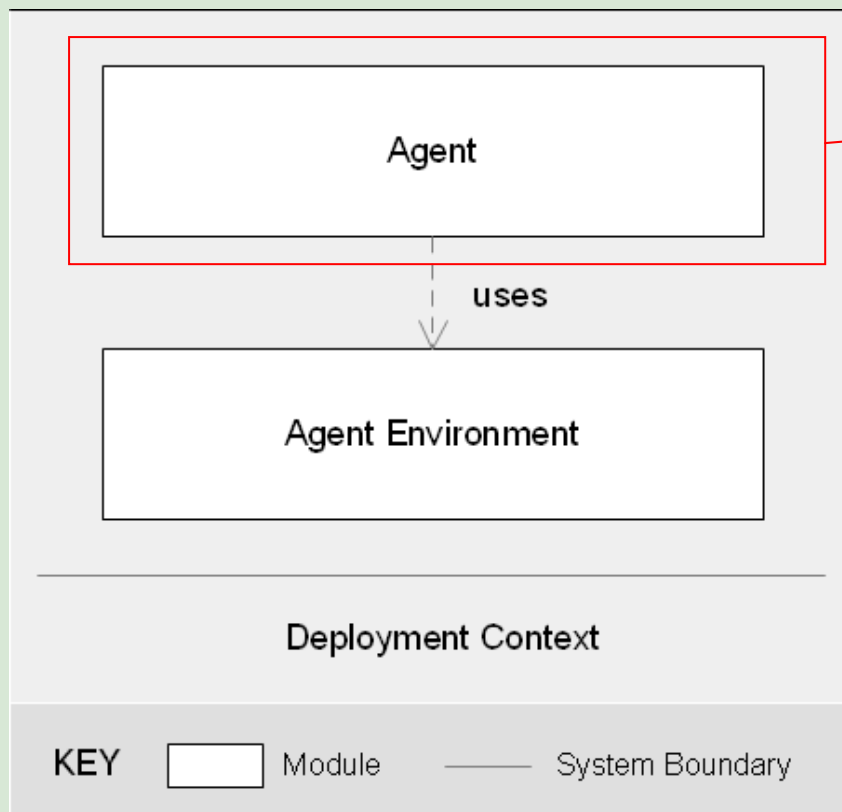 Agent
uses
Agent Environment
Deployment Context
KEY Module System Boundary